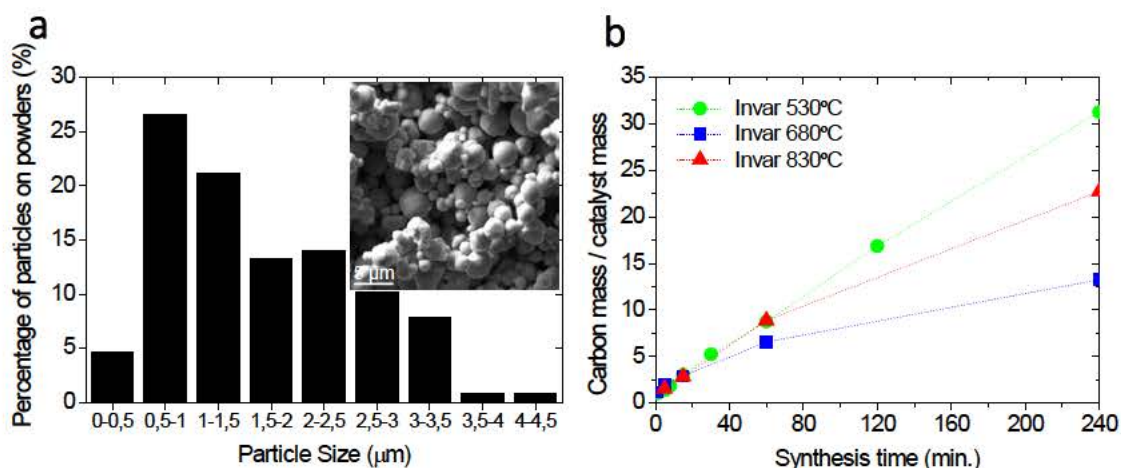 a
Percentage of particles on powders (%)
30
25
20
15
10
5
0
0-0,5 0,5-1 1-1,5 1,5-2 2-2,5 2,5-3 3-3,5 3,5-4 4-4,5
Particle Size (μm)
5 μm
b
Carbon mass / catalyst mass
35
30
25
20
15
10
5
0
Invar 530ºC
Invar 680ºC
Invar 830ºC
0 40 80 120 160 200 240
Synthesis time (min.)